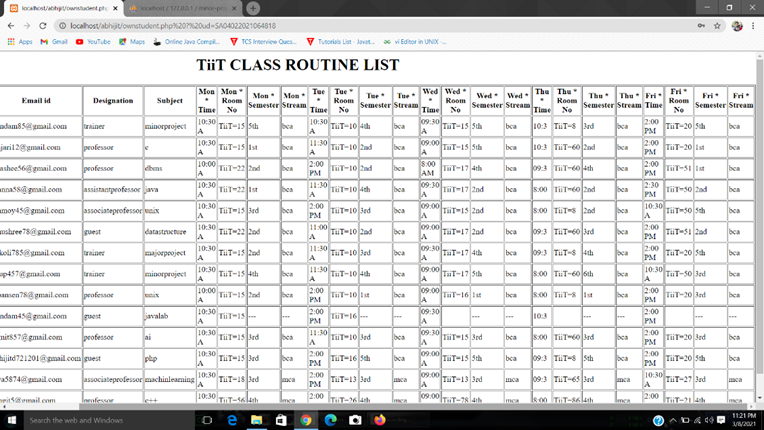 localhost/abhijit/ownstudent.php
localhost / 127.0.0.1 / minor-pro
localhost/abhijit/ownstudent.php%20?%20ud=SA04022021064818
Apps Gmail YouTube Maps Online Java Compil... TCS Interview Ques... Tutorials List - Javat... vi Editor in UNIX -...
TiiT CLASS ROUTINE LIST
Email id Designation Subject Mon * Time Mon * Room No Mon * Semester Mon * Stream Tue * Time Tue * Room No Tue * Semester Tue * Stream Wed * Time Wed * Room No Wed * Semester Wed * Stream Thu * Time Thu * Room No Thu * Semester Thu * Stream Fri * Time Fri * Room No Fri * Semester Fri * Stream
ndam85@gmail.com trainer minorproject 10:30 A TiiT=15 5th bca 10:30 A TiiT=10 4th bca 09:30 A TiiT=15 5th bca 10:3 TiiT=8 3rd bca 2:00 PM TiiT=20 5th bca
jari12@gmail.com professor c 10:30 A TiiT=15 1st bca 11:30 A TiiT=10 2nd bca 09:00 A TiiT=15 5th bca 10:3 TiiT=60 2nd bca 2:00 PM TiiT=20 1st bca
ashee56@gmail.com professor dbms 10:00 A TiiT=22 2nd bca 2:00 PM TiiT=10 2nd bca 8:00 AM TiiT=17 4th bca 09:3 TiiT=60 2nd bca 2:00 PM TiiT=51 1st bca
anna58@gmail.com assistantprofessor java 10:30 A TiiT=22 1st bca 11:30 A TiiT=10 4th bca 09:30 A TiiT=17 2nd bca 8:00 TiiT=60 2nd bca 2:30 PM TiiT=50 2nd bca
moy45@gmail.com associateprofessor unix 10:30 A TiiT=15 3rd bca 2:00 PM TiiT=10 3rd bca 09:00 A TiiT=17 2nd bca 8:00 TiiT=8 2nd bca 10:30 A TiiT=50 5th bca
ushree78@gmail.com guest datastructure 10:30 A TiiT=22 2nd bca 11:00 A TiiT=10 2nd bca 09:00 A TiiT=17 2nd bca 09:3 TiiT=60 3rd bca 2:00 PM TiiT=51 2nd bca
koli785@gmail.com trainer majorproject 10:30 A TiiT=15 2nd bca 11:30 A TiiT=10 3rd bca 09:30 A TiiT=17 4th bca 09:3 TiiT=8 4th bca 2:00 PM TiiT=20 5th bca
p457@gmail.com trainer minorproject 10:30 A TiiT=15 4th bca 11:30 A TiiT=10 4th bca 09:00 A TiiT=17 5th bca 8:00 TiiT=60 6th bca 10:30 A TiiT=50 3rd bca
ansen78@gmail.com professor unix 10:00 A TiiT=15 2nd bca 2:00 PM TiiT=10 1st bca 09:00 A TiiT=16 1st bca 8:00 TiiT=8 1st bca 2:00 PM TiiT=20 3rd bca
ndam45@gmail.com guest javalab 10:30 A TiiT=15 --- --- 2:00 PM TiiT=16 --- --- 09:30 A --- --- --- 10:3 --- --- 2:00 PM TiiT=20 --- ---
mit857@gmail.com professor ai 10:30 A TiiT=15 3rd bca 11:30 A TiiT=10 3rd bca 09:00 A TiiT=15 3rd bca 8:00 TiiT=60 3rd bca 2:00 PM TiiT=20 3rd bca
hijitd721201@gmail.com guest php 10:30 A TiiT=15 3rd bca 2:00 PM TiiT=16 5th bca 09:00 A TiiT=15 5th bca 09:3 TiiT=8 5th bca 2:00 PM TiiT=20 5th bca
a5874@gmail.com associateprofessor machinlearning 10:30 A TiiT=18 3rd mca 2:00 PM TiiT=13 3rd mca 09:00 A TiiT=13 3rd mca 09:3 TiiT=65 3rd mca 10:30 A TiiT=27 3rd mca
professor c++ 10:30 TiiT=56 4th mca 2:00 TiiT=26 4th mca 09:00 TiiT=78 4th mca 8:00 TiiT=86 4th mca 2:00 TiiT=21 4th mca
Search the web and Windows
11:21 PM
3/8/2021